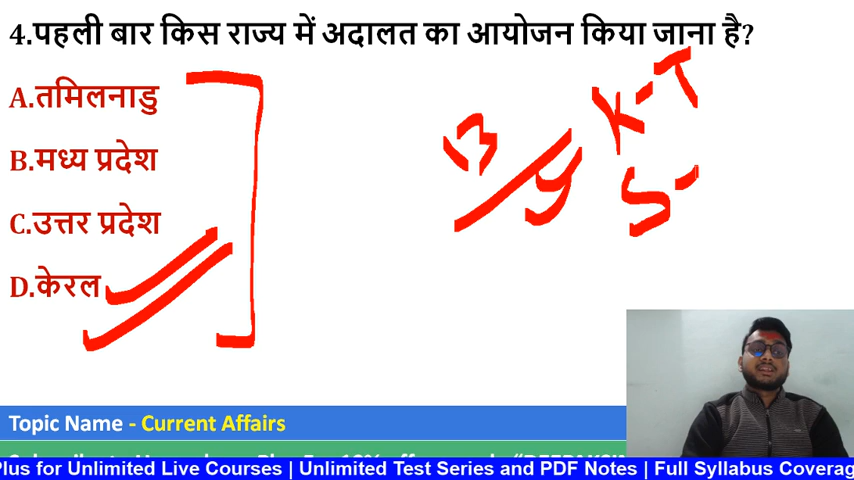 4.पहली बार किस राज्य में अदालत का आयोजन किया जाना है?
A.तमिलनाडु
B.मध्य प्रदेश
C.उत्तर प्रदेश
D.केरल
13
K-T
S-
Topic Name - Current Affairs
Plus for Unlimited Live Courses | Unlimited Test Series and PDF Notes | Full Syllabus Coverag